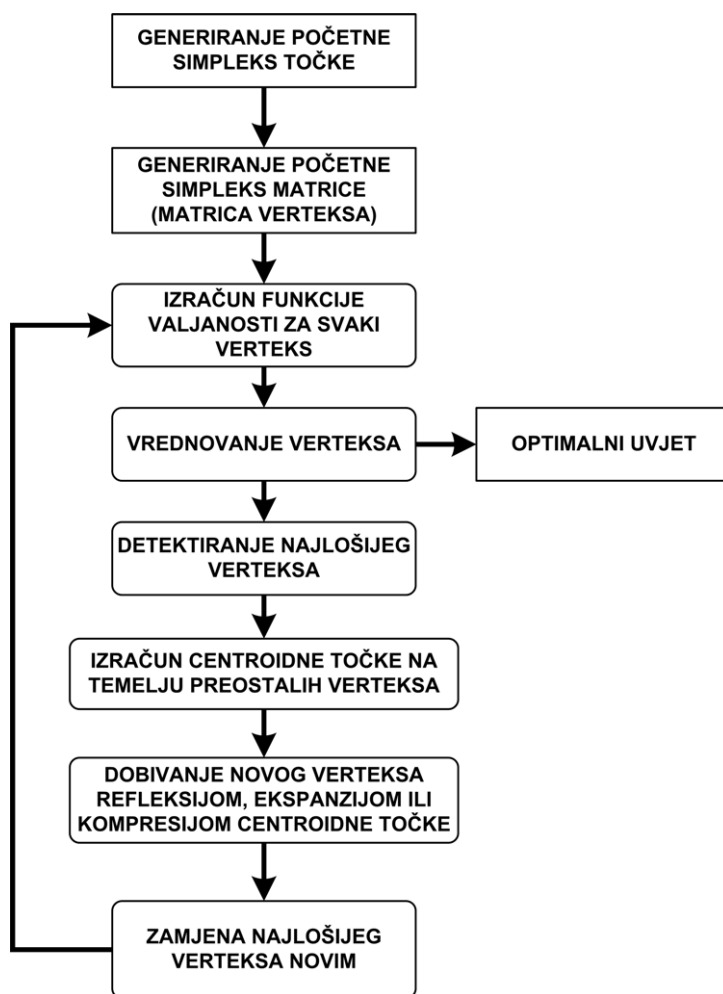 GENERIRANJE POČETNE
SIMPLEKS TOČKE
GENERIRANJE POČETNE
SIMPLEKS MATRICE
(MATRICA VERTEKSA)
IZRAČUN FUNKCIJE
VALJANOSTI ZA SVAKI
VERTEKS
VREDNOVANJE VERTEKSA
OPTIMALNI UVJET
DETEKTIRANJE NAJLOŠIJEG
VERTEKSA
IZRAČUN CENTROIDNE TOČKE NA
TEMELJU PREOSTALIH VERTEKSA
DOBIVANJE NOVOG VERTEKSA
REFLEKSIJOM, EKSPANZIJOM ILI
KOMPRESIJOM CENTROIDNE TOČKE
ZAMJENA NAJLOŠIJEG
VERTEKSA NOVIM